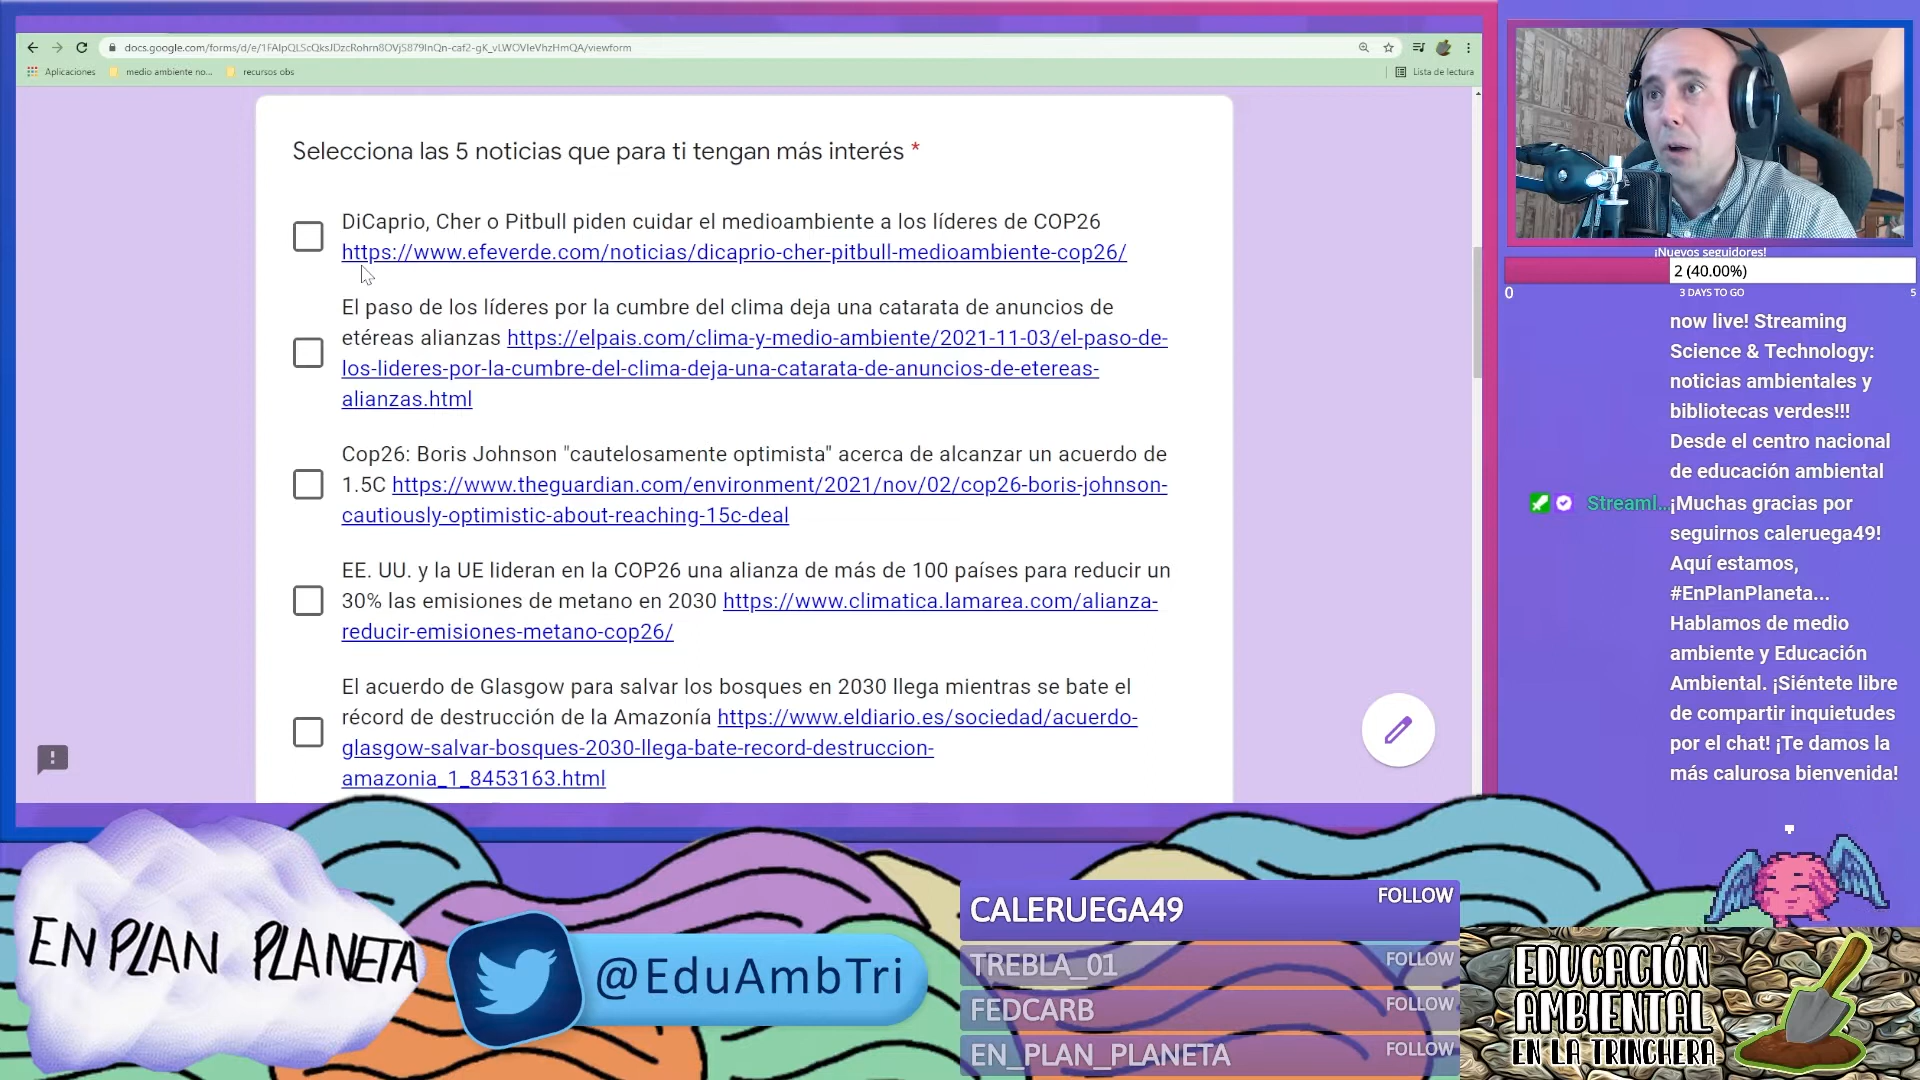 docs.google.com/forms/d/e/1FAIpQLScQksJDzcRohrn8OVjS879InQn-caf2-gK_vLWOVIeVhzHmQA/viewform
Aplicaciones
medio ambiente no...
recursos obs
Lista de lectura
Selecciona las 5 noticias que para ti tengan más interés *
DiCaprio, Cher o Pitbull piden cuidar el medioambiente a los líderes de COP26
https://www.efeverde.com/noticias/dicaprio-cher-pitbull-medioambiente-cop26/
El paso de los líderes por la cumbre del clima deja una catarata de anuncios de
etéreas alianzas https://elpais.com/clima-y-medio-ambiente/2021-11-03/el-paso-de-
los-lideres-por-la-cumbre-del-clima-deja-una-catarata-de-anuncios-de-etereas-
alianzas.html
Cop26: Boris Johnson "cautelosamente optimista" acerca de alcanzar un acuerdo de
1.5C https://www.theguardian.com/environment/2021/nov/02/cop26-boris-johnson-
cautiously-optimistic-about-reaching-15c-deal
EE. UU. y la UE lideran en la COP26 una alianza de más de 100 países para reducir un
30% las emisiones de metano en 2030 https://www.climatica.lamarea.com/alianza-
reducir-emisiones-metano-cop26/
El acuerdo de Glasgow para salvar los bosques en 2030 llega mientras se bate el
récord de destrucción de la Amazonía https://www.eldiario.es/sociedad/acuerdo-
glasgow-salvar-bosques-2030-llega-bate-record-destruccion-
amazonia_1_8453163.html
¡Nuevos seguidores!
2 (40.00%)
0
3 DAYS TO GO
5
now live! Streaming
Science & Technology:
noticias ambientales y
bibliotecas verdes!!!
Desde el centro nacional
de educación ambiental
Streaml... ¡Muchas gracias por
seguirnos caleruega49!
Aquí estamos,
#EnPlanPlaneta...
Hablamos de medio
ambiente y Educación
Ambiental. ¡Siéntete libre
de compartir inquietudes
por el chat! ¡Te damos la
más calurosa bienvenida!
EN PLAN PLANETA
@EduAmbTri
CALERUEGA49 FOLLOW
TREBLA_01 FOLLOW
FEDCARB FOLLOW
EN_PLAN_PLANETA FOLLOW
EDUCACIÓN
AMBIENTAL
EN LA TRINCHERA